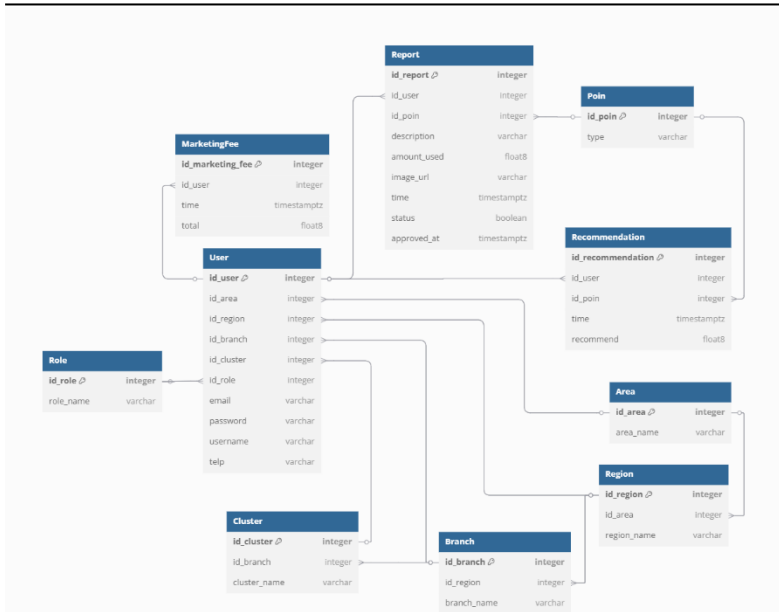 Report
id_report integer
id_user integer
id_poin integer
description varchar
amount_used float8
image_url varchar
time timestamptz
status boolean
approved_at timestamptz
Poin
id_poin integer
type varchar
MarketingFee
id_marketing_fee integer
id_user integer
time timestamptz
total float8
Recommendation
id_recommendation integer
id_user integer
id_poin integer
time timestamptz
recommend float8
User
id_user integer
id_area integer
id_region integer
id_branch integer
id_cluster integer
id_role integer
email varchar
password varchar
username varchar
telp varchar
Role
id_role integer
role_name varchar
Area
id_area integer
area_name varchar
Region
id_region integer
id_area integer
region_name varchar
Cluster
id_cluster integer
id_branch integer
cluster_name varchar
Branch
id_branch integer
id_region integer
branch_name varchar